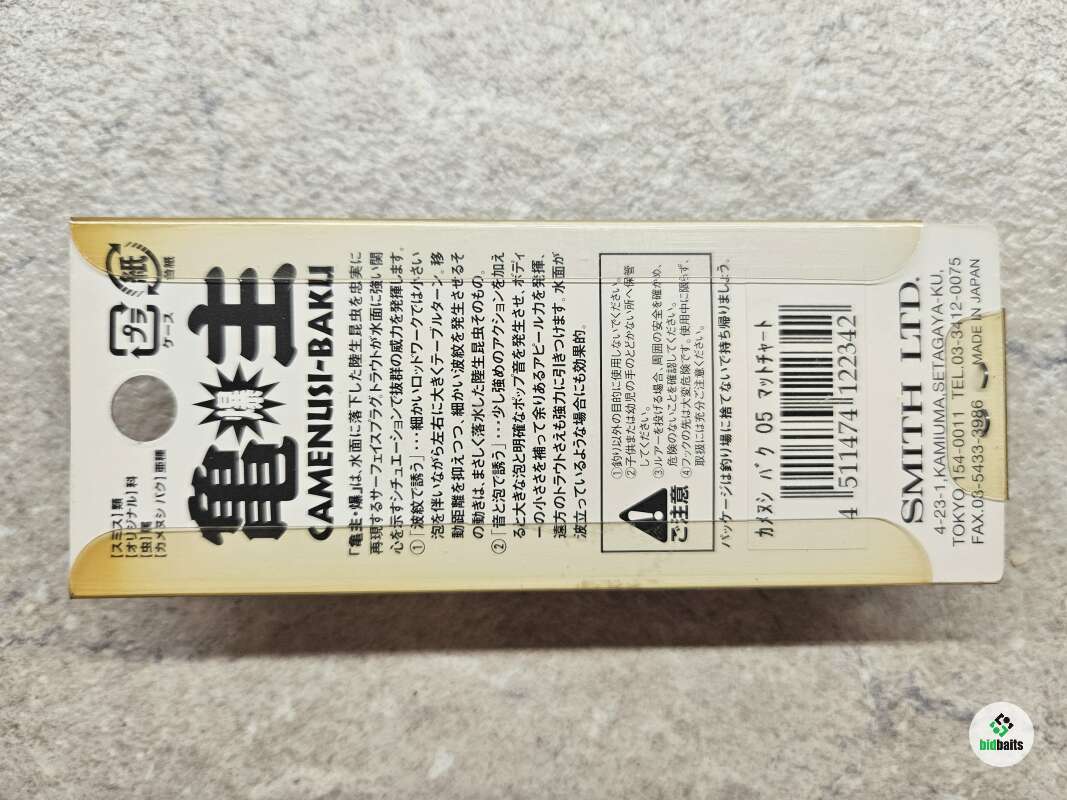 【スミス】類
【オリジナル】科
【虫】属
【カメヌシ バク】亜種
プラ
ケース
紙
台紙
亀主
爆
CAMENUSI-BAKU
「亀主・爆」は、水面に落下した陸生昆虫を忠実に
再現するサーフェイスプラグ。トラウトが水面に強い関
心を示すシチュエーションで抜群の威力を発揮します。
①「波紋で誘う」･･･細かいロッドワークでは小さい
泡を伴いながら左右に大きくテーブルターン。移
動距離を抑えつつ、細かい波紋を発生させるそ
の動きは、まさしく落水した陸生昆虫そのもの。
②「音と泡で誘う」･･･少し強めのアクションを加え
ると大きな泡と明確なポップ音を発生させ、ボディ
ーの小ささを補って余りあるアピール力を発揮、
遠方のトラウトさえも強力に引きつけます。水面が
波立っているような場合にも効果的。
ご注意
①釣り以外の目的に使用しないでください。
②子供または幼児の手のとどかない所へ保管
してください。
③ルアーを投げる場合、周囲の安全を確かめ、
危険のないことを確認してください。
④フックの先は大変危険です。使用中に限らず、
取扱には充分ご注意ください。
パッケージは釣り場に捨てないで持ち帰りましょう。
カメヌシ バク 05 マットチャート
4 511474 122342
SMITH LTD.
4-23-1,KAMIUMA,SETAGAYA-KU,
TOKYO 154-0011 TEL.03-3412-0075
FAX.03-5433-3986 MADE IN JAPAN
bidbaits